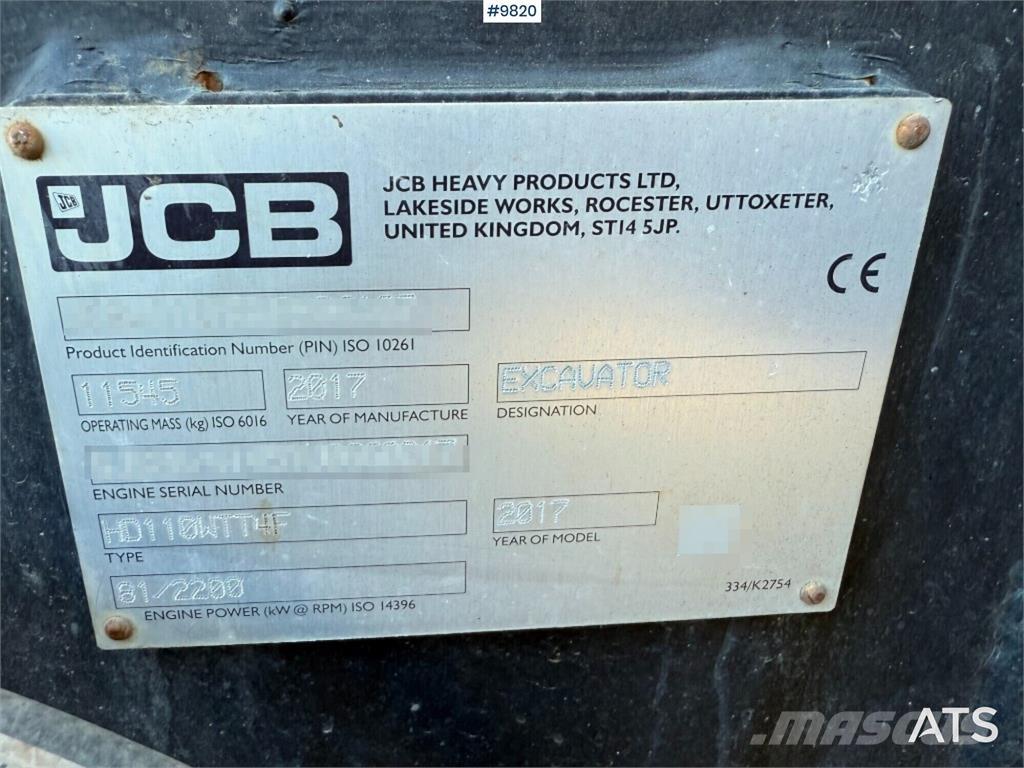 #9820
JCB
JCB
JCB HEAVY PRODUCTS LTD,
LAKESIDE WORKS, ROCESTER, UTTOXETER,
UNITED KINGDOM, ST14 5JP.
CE
Product Identification Number (PIN) ISO 10261
11545
2017
EXCAVATOR
OPERATING MASS (kg) ISO 6016
YEAR OF MANUFACTURE
DESIGNATION
ENGINE SERIAL NUMBER
HD110WTT4F
2017
TYPE
YEAR OF MODEL
81/2200
334/K2754
ENGINE POWER (kW @ RPM) ISO 14396
ATS